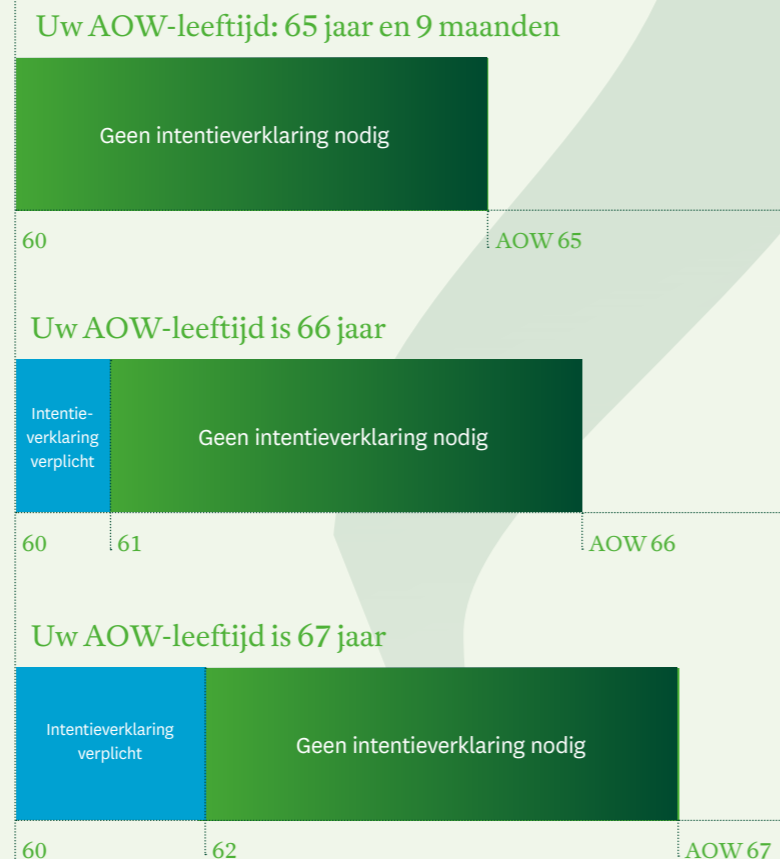 Uw AOW-leeftijd: 65 jaar en 9 maanden
Geen intentieverklaring nodig
60
AOW 65
Uw AOW-leeftijd is 66 jaar
Intentie-
verklaring
verplicht
Geen intentieverklaring nodig
60
61
AOW 66
Uw AOW-leeftijd is 67 jaar
Intentieverklaring
verplicht
Geen intentieverklaring nodig
60
62
AOW 67